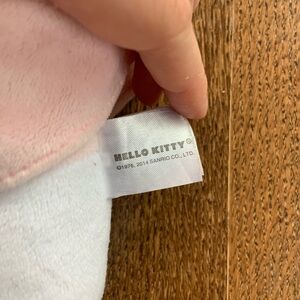 HELLO KITTY®
©1976, 2014 SANRIO CO., LTD.